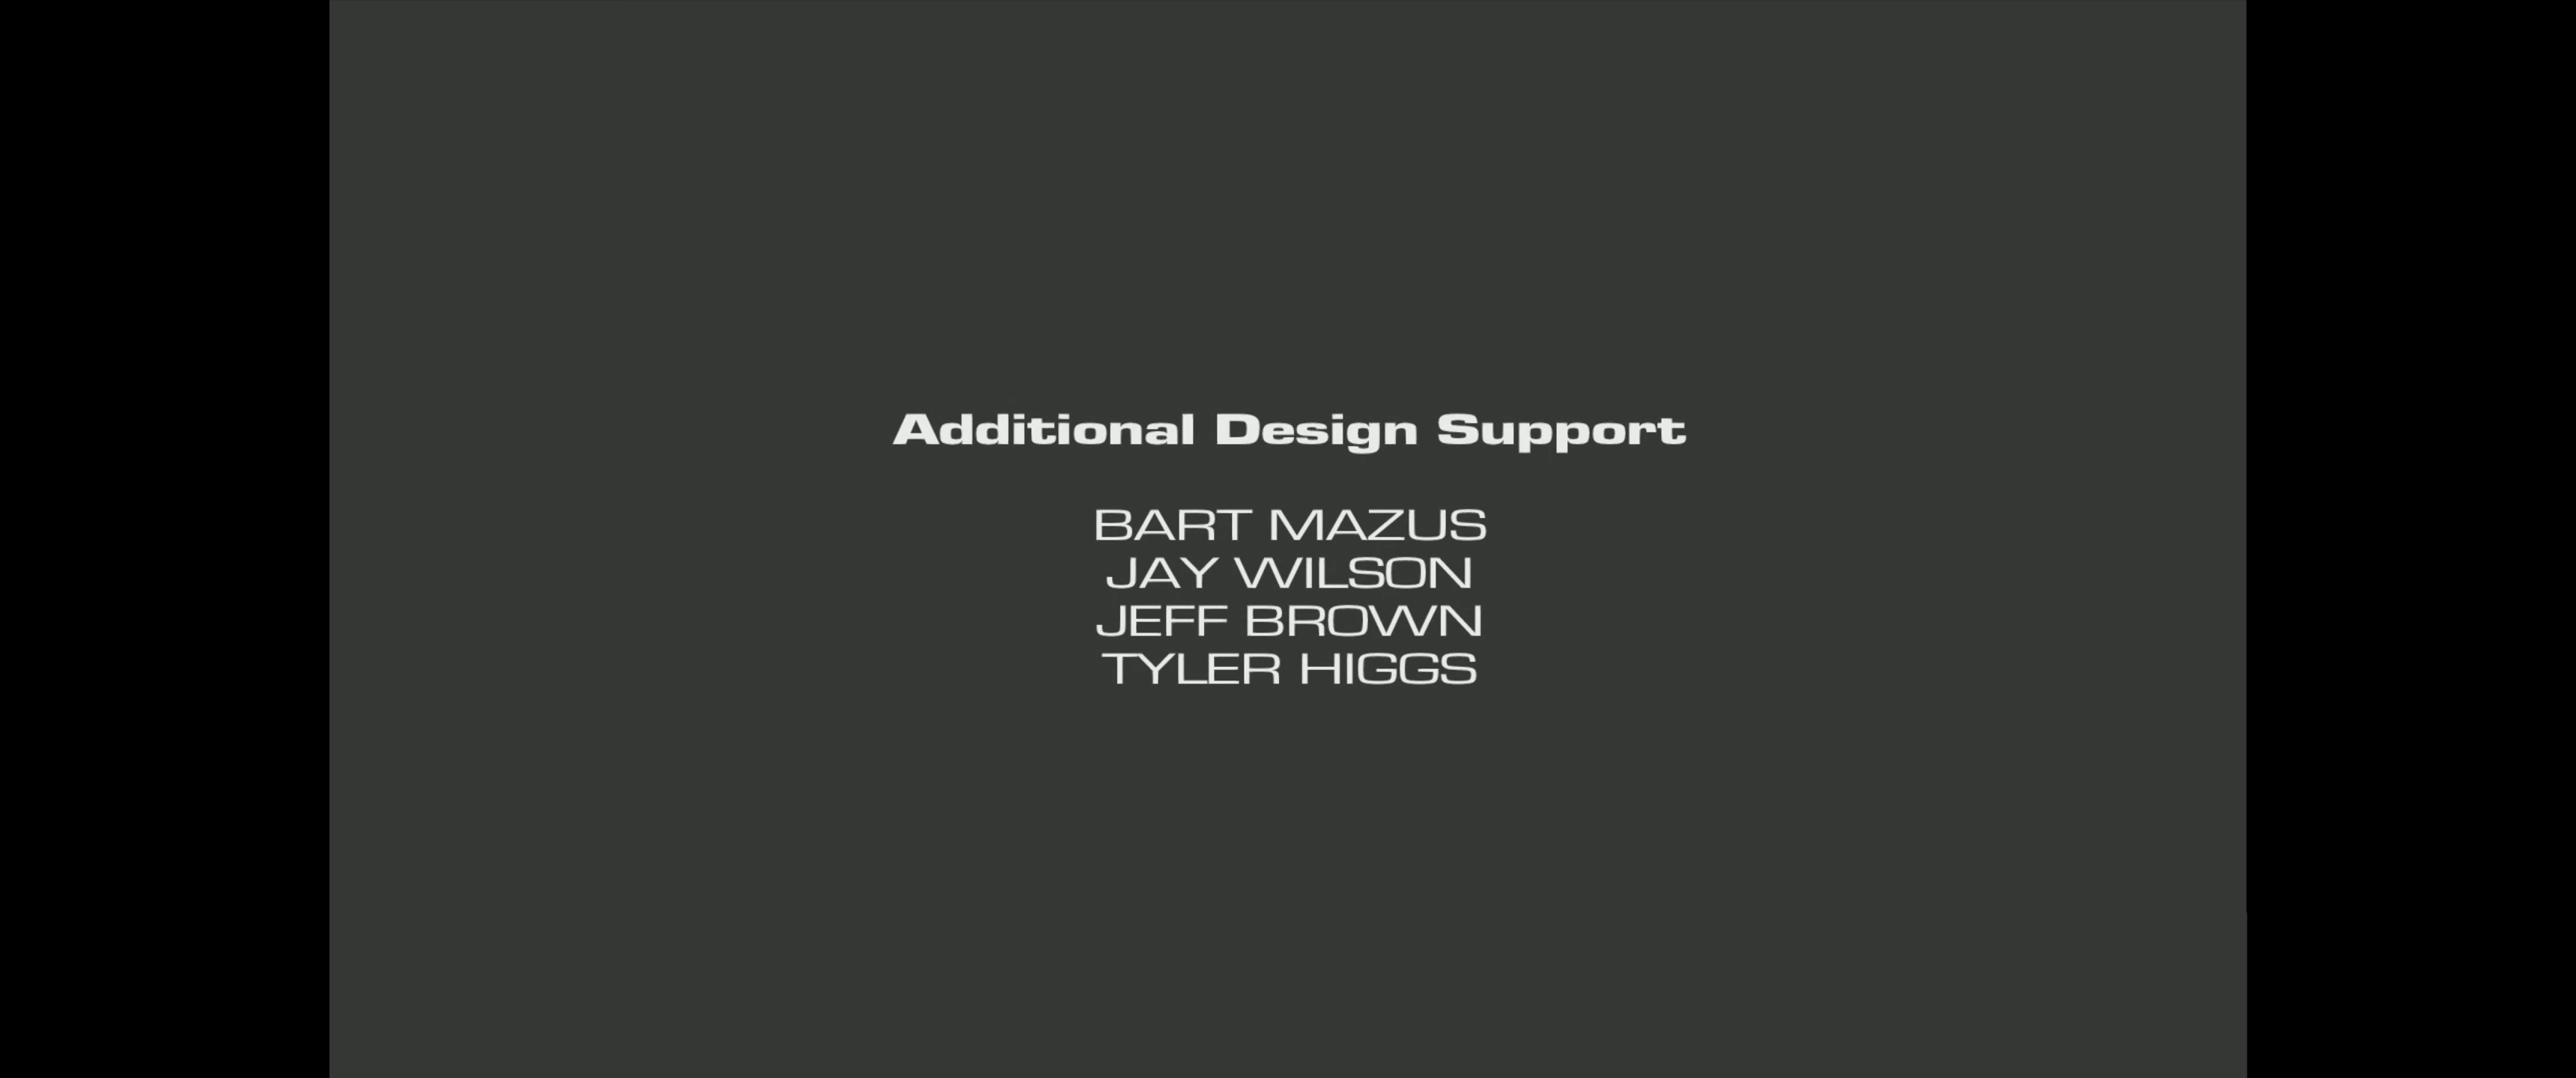 Additional Design Support
BART MAZUS
JAY WILSON
JEFF BROWN
TYLER HIGGS